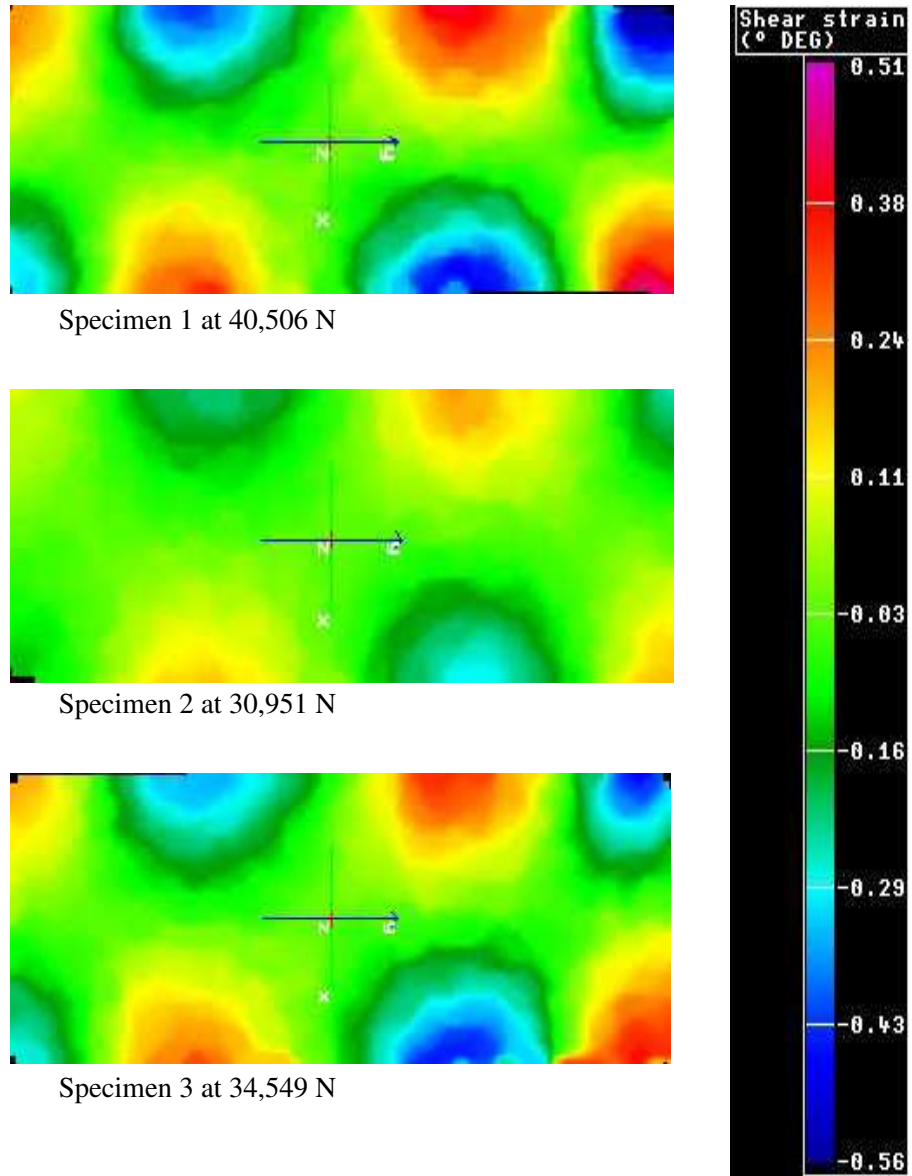 Shear strain
(° DEG)
0.51
0.38
0.24
0.11
-0.03
-0.16
-0.29
-0.43
-0.56
N
X
Specimen 1 at 40,506 N
N
X
Specimen 2 at 30,951 N
N
X
Specimen 3 at 34,549 N